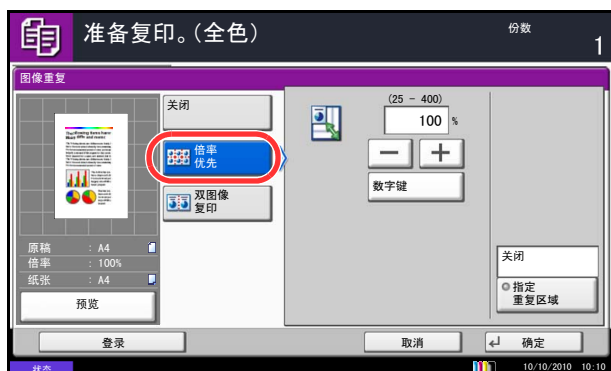 准备复印。(全色)
份数
1
图像重复
关闭
倍率
优先
双图像
复印
(25 - 400)
100 %
数字键
原稿 : A4
倍率 : 100%
纸张 : A4
预览
关闭
指定
重复区域
登录
取消
确定
状态
10/10/2010 10:10